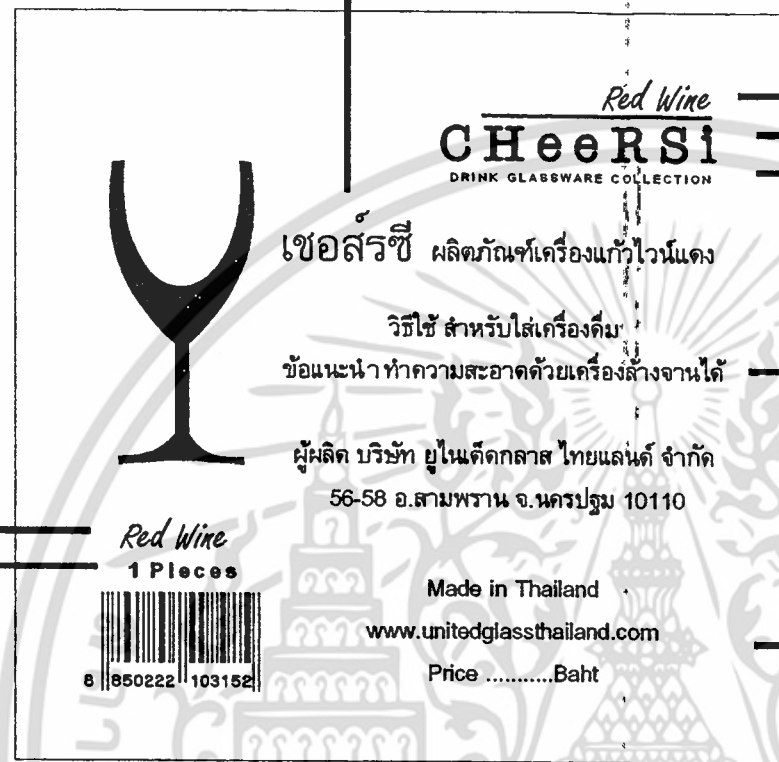 Red Wine
CHeeRSi
DRINK GLASSWARE COLLECTION
เชอส์รซี ผลิตภัณฑ์เครื่องแก้วไวน์แดง
วิธีใช้ สำหรับใส่เครื่องดื่ม
ข้อแนะนำ ทำความสะอาดด้วยเครื่องล้างจานได้
ผู้ผลิต บริษัท ยูไนเต็ดกลาส ไทยแลนด์ จำกัด
56-58 อ.สามพราน จ.นครปฐม 10110
Red Wine
1 Pieces
8 850222 103152
Made in Thailand
www.unitedglassthailand.com
Price ...........Baht